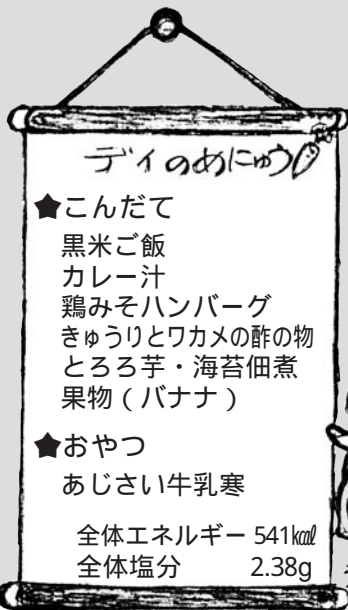 デイのめにゅう
★こんだて
黒米ご飯
カレー汁
鶏みそハンバーグ
きゅうりとワカメの酢の物
とろろ芋・海苔佃煮
果物（バナナ）
★おやつ
あじさい牛乳寒
全体エネルギー 541㎉
全体塩分 2.38g